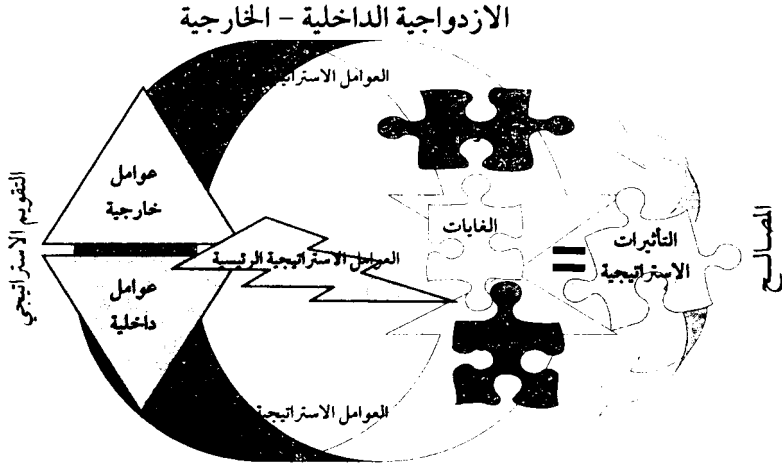 الازدواجية الداخلية – الخارجية
العوامل الاستراتيجية
عوامل
خارجية
التقويم الاستراتيجي
الغايات
التأثيرات
الاستراتيجية
=
المصالح
العوامل الاستراتيجية الرئيسية
عوامل
داخلية
العوامل الاستراتيجية